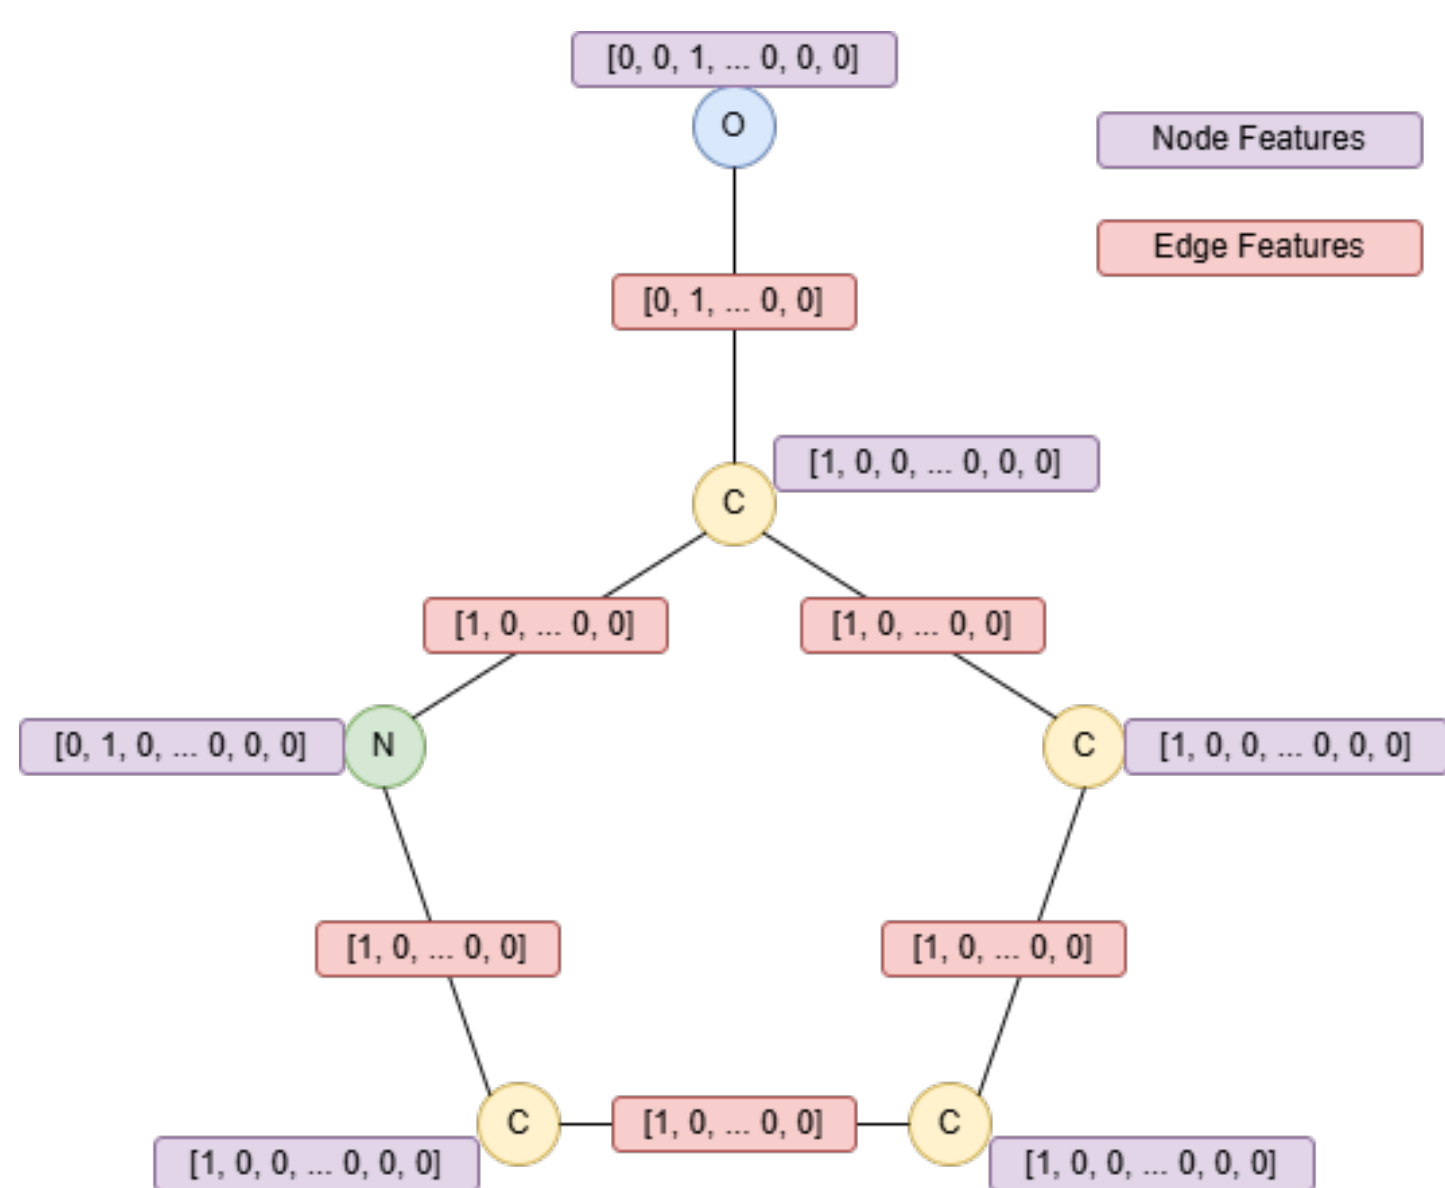 [0, 0, 1, ... 0, 0, 0]
O
Node Features
Edge Features
[0, 1, ... 0, 0]
[1, 0, 0, ... 0, 0, 0]
C
[1, 0, ... 0, 0]
[1, 0, ... 0, 0]
[0, 1, 0, ... 0, 0, 0]
N
C
[1, 0, 0, ... 0, 0, 0]
[1, 0, ... 0, 0]
[1, 0, ... 0, 0]
C
[1, 0, ... 0, 0]
C
[1, 0, 0, ... 0, 0, 0]
[1, 0, 0, ... 0, 0, 0]